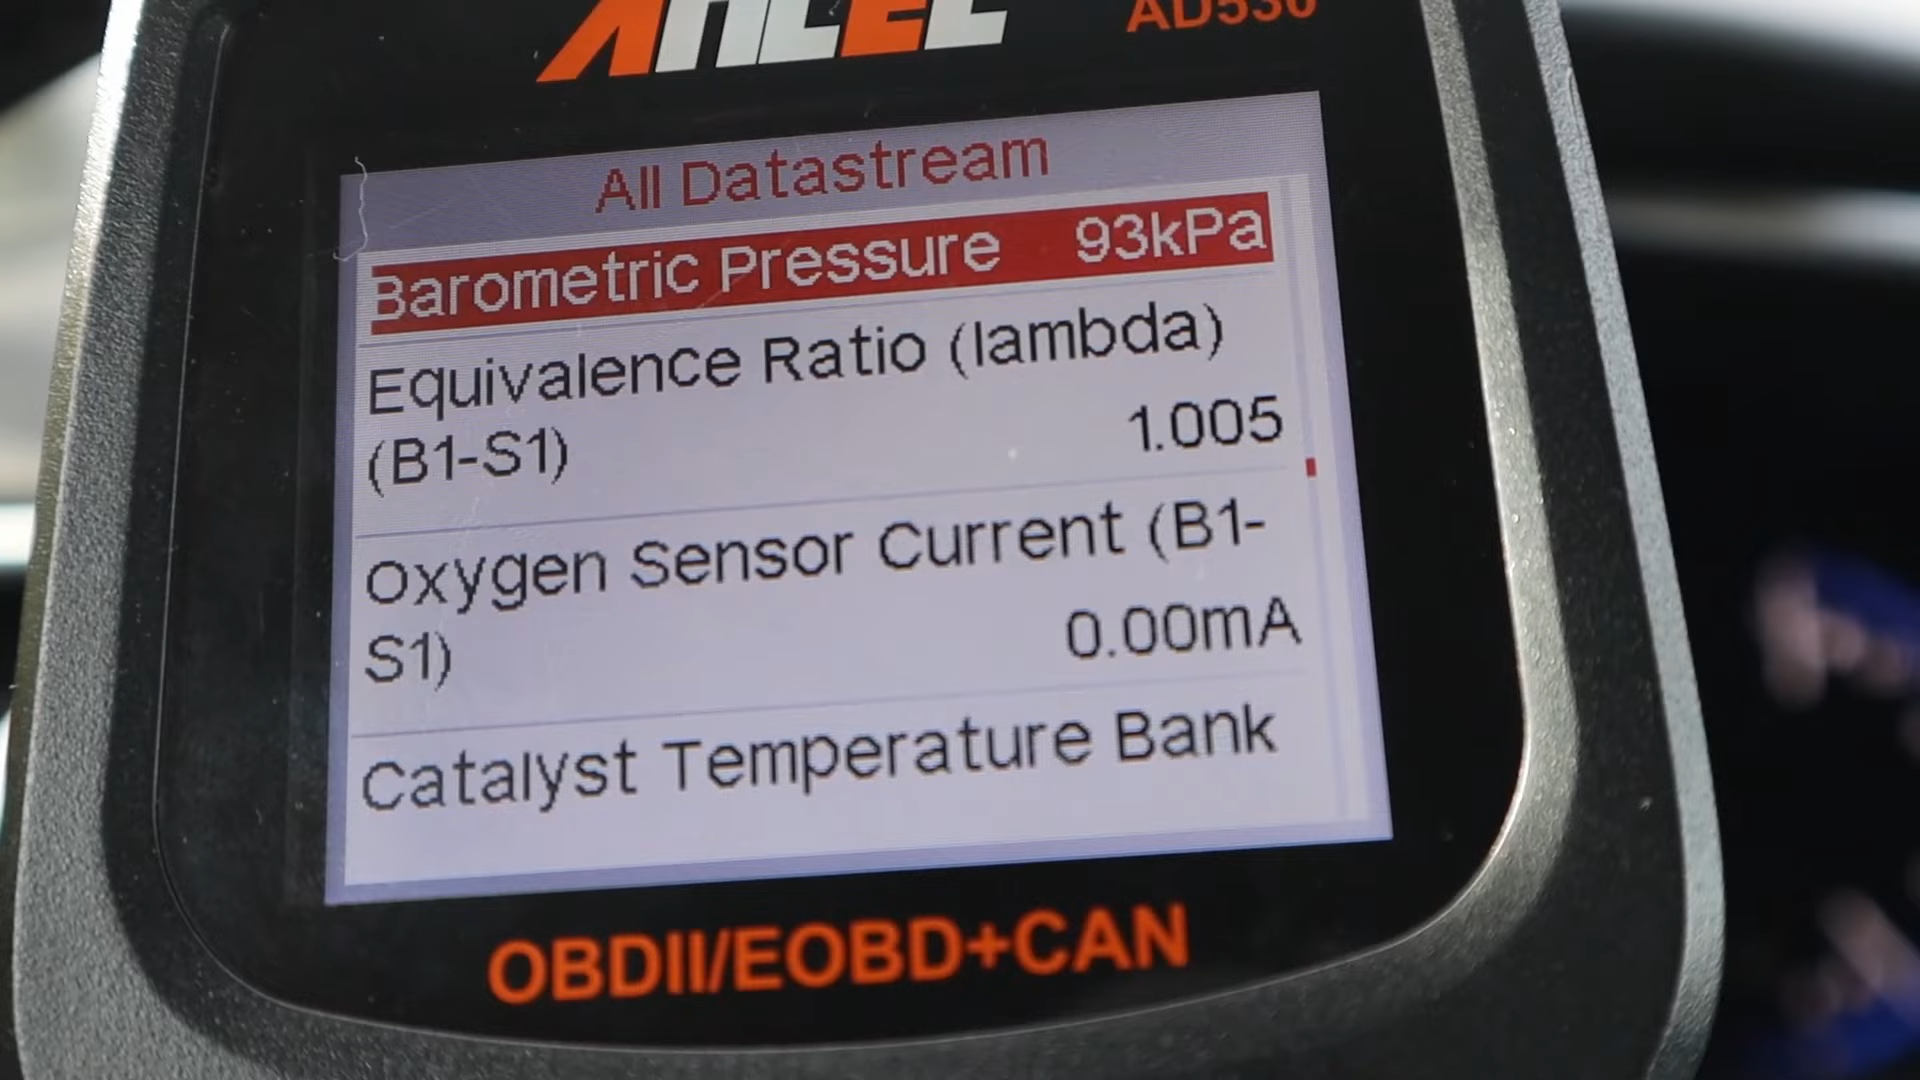 ANCEL
AD530
All Datastream
Barometric Pressure 93kPa
Equivalence Ratio (lambda)
(B1-S1) 1.005
Oxygen Sensor Current (B1-
S1) 0.00mA
Catalyst Temperature Bank
OBDII/EOBD+CAN